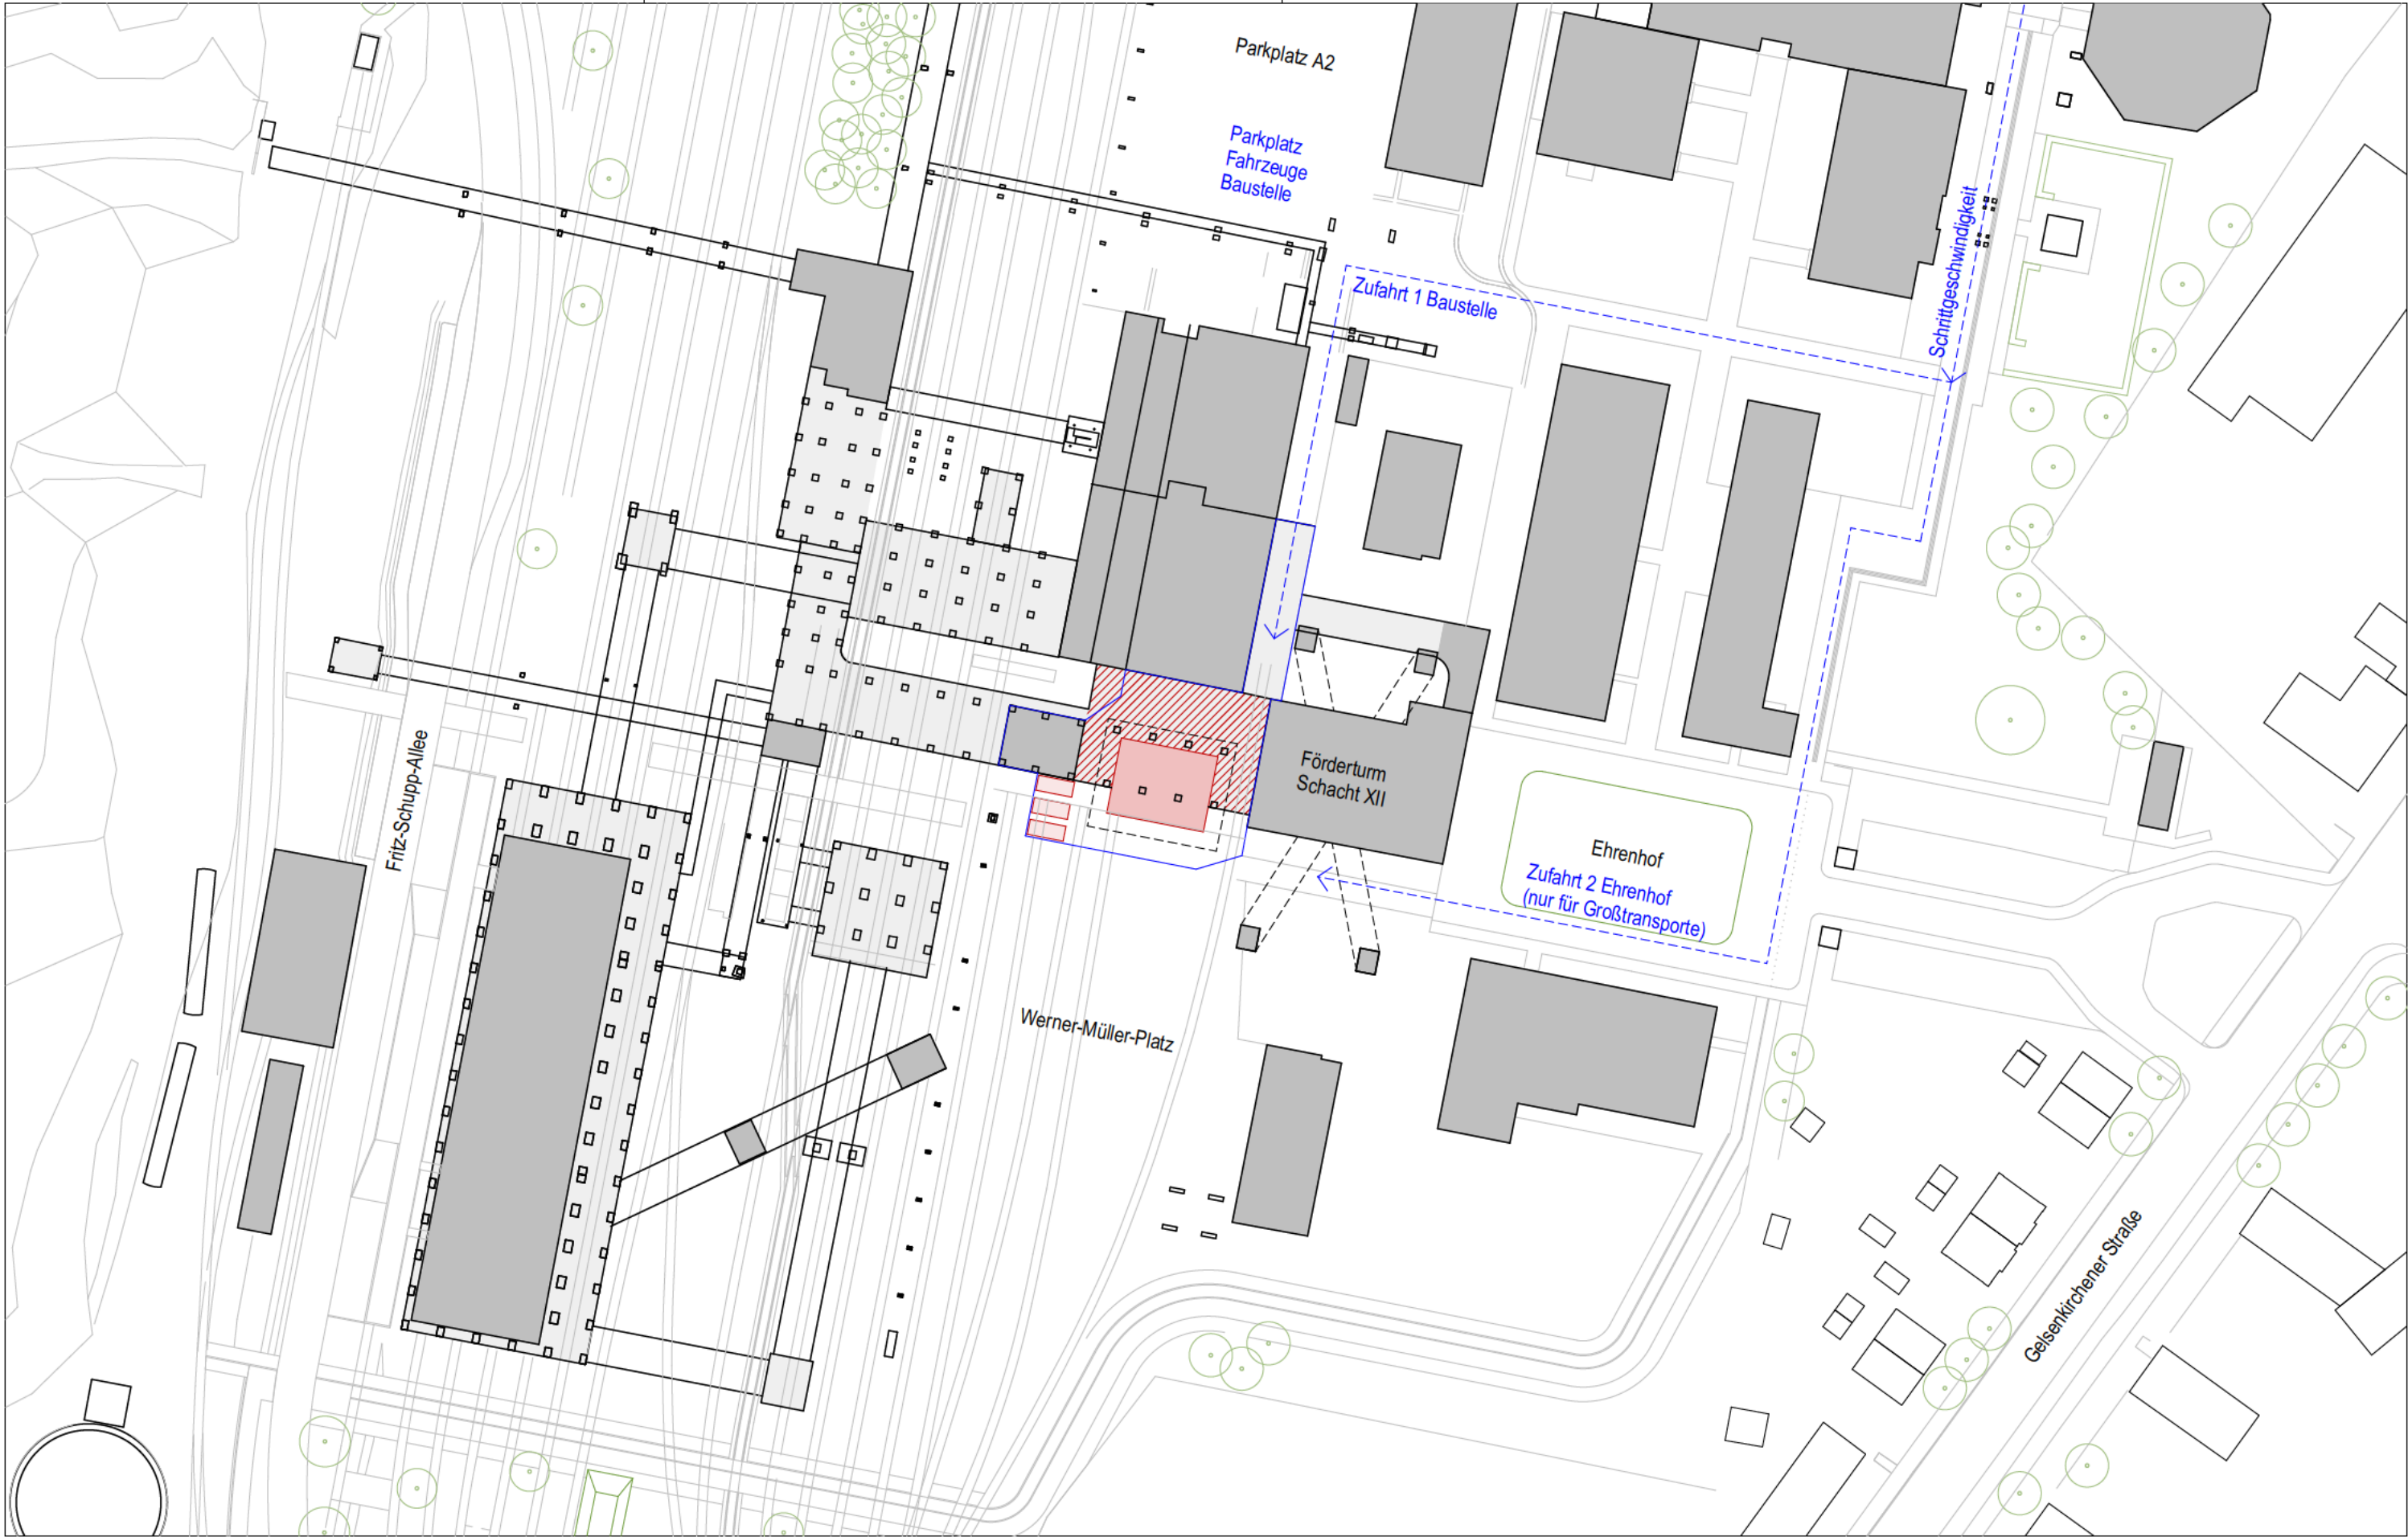 Parkplatz A2
Parkplatz
Fahrzeuge
Baustelle
Zufahrt 1 Baustelle
Schrittgeschwindigkeit
Fritz-Schupp-Allee
Förderturm
Schacht XII
Ehrenhof
Zufahrt 2 Ehrenhof
(nur für Großtransporte)
Werner-Müller-Platz
Gelsenkirchener Straße